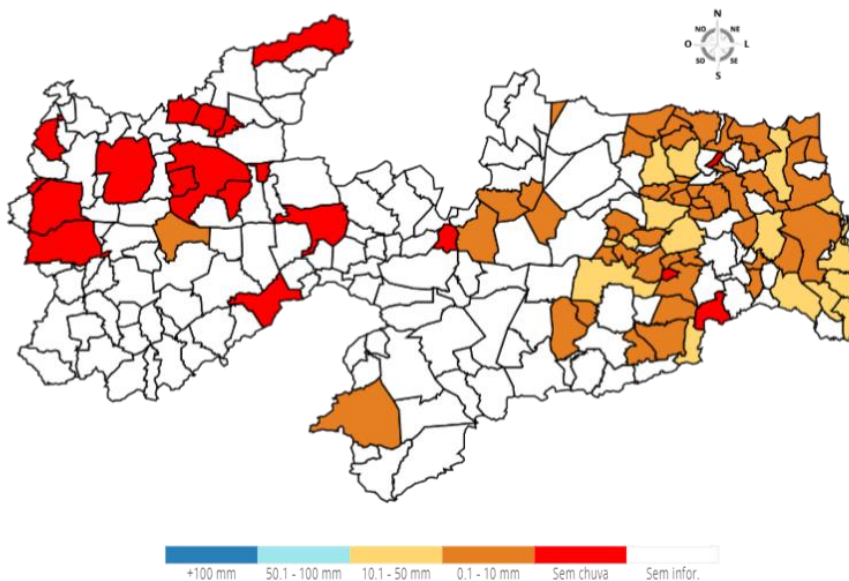 N
NO NE
O L
SO SE
S
+100 mm 50.1 - 100 mm 10.1 - 50 mm 0.1 - 10 mm Sem chuva Sem infor.